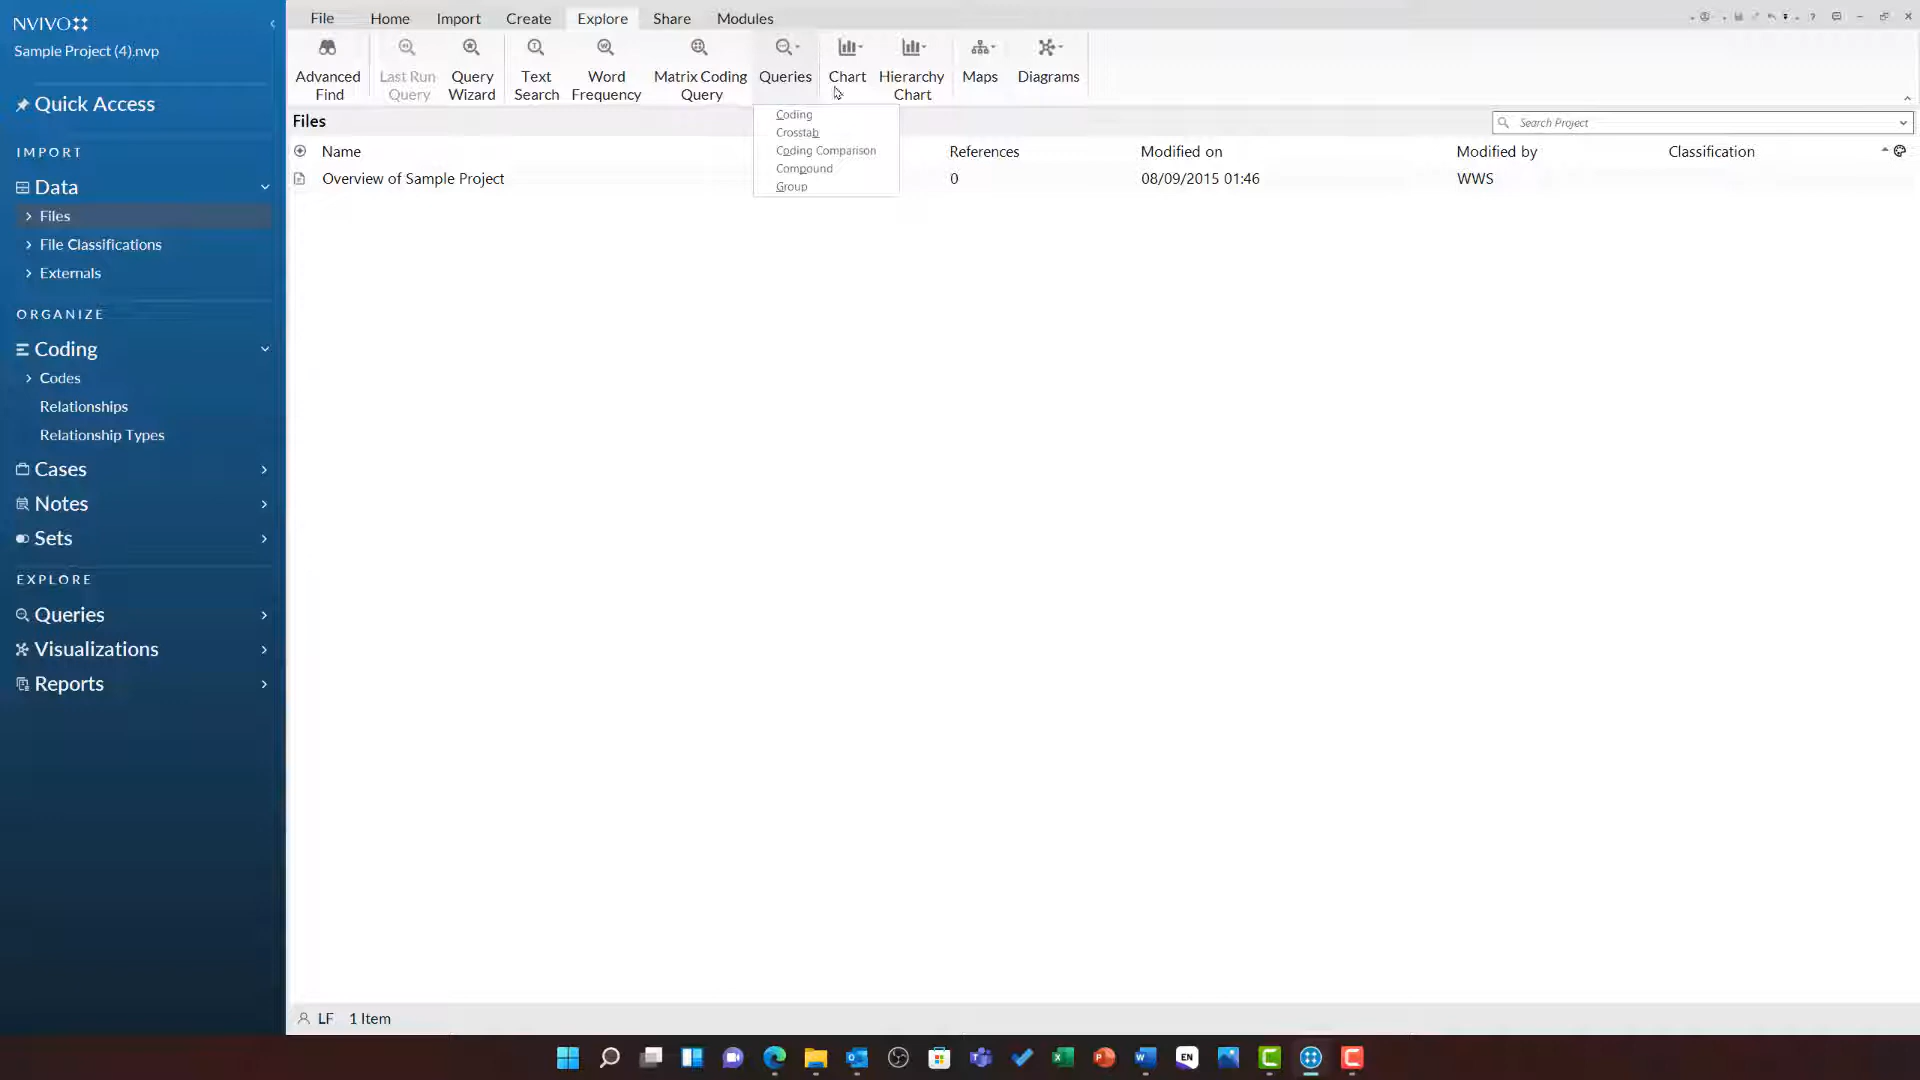 NVIVO
Sample Project (4).nvp
Quick Access
IMPORT
Data
Files
File Classifications
Externals
ORGANIZE
Coding
Codes
Relationships
Relationship Types
Cases
Notes
Sets
EXPLORE
Queries
Visualizations
Reports
File Home Import Create Explore Share Modules
Advanced Find
Last Run Query
Query Wizard
Text Search
Word Frequency
Matrix Coding Query
Queries
Chart
Hierarchy Chart
Maps
Diagrams
Coding
Crosstab
Coding Comparison
Compound
Group
Files
Search Project
Name References Modified on Modified by Classification
Overview of Sample Project 0 08/09/2015 01:46 WWS
LF 1 Item
EN